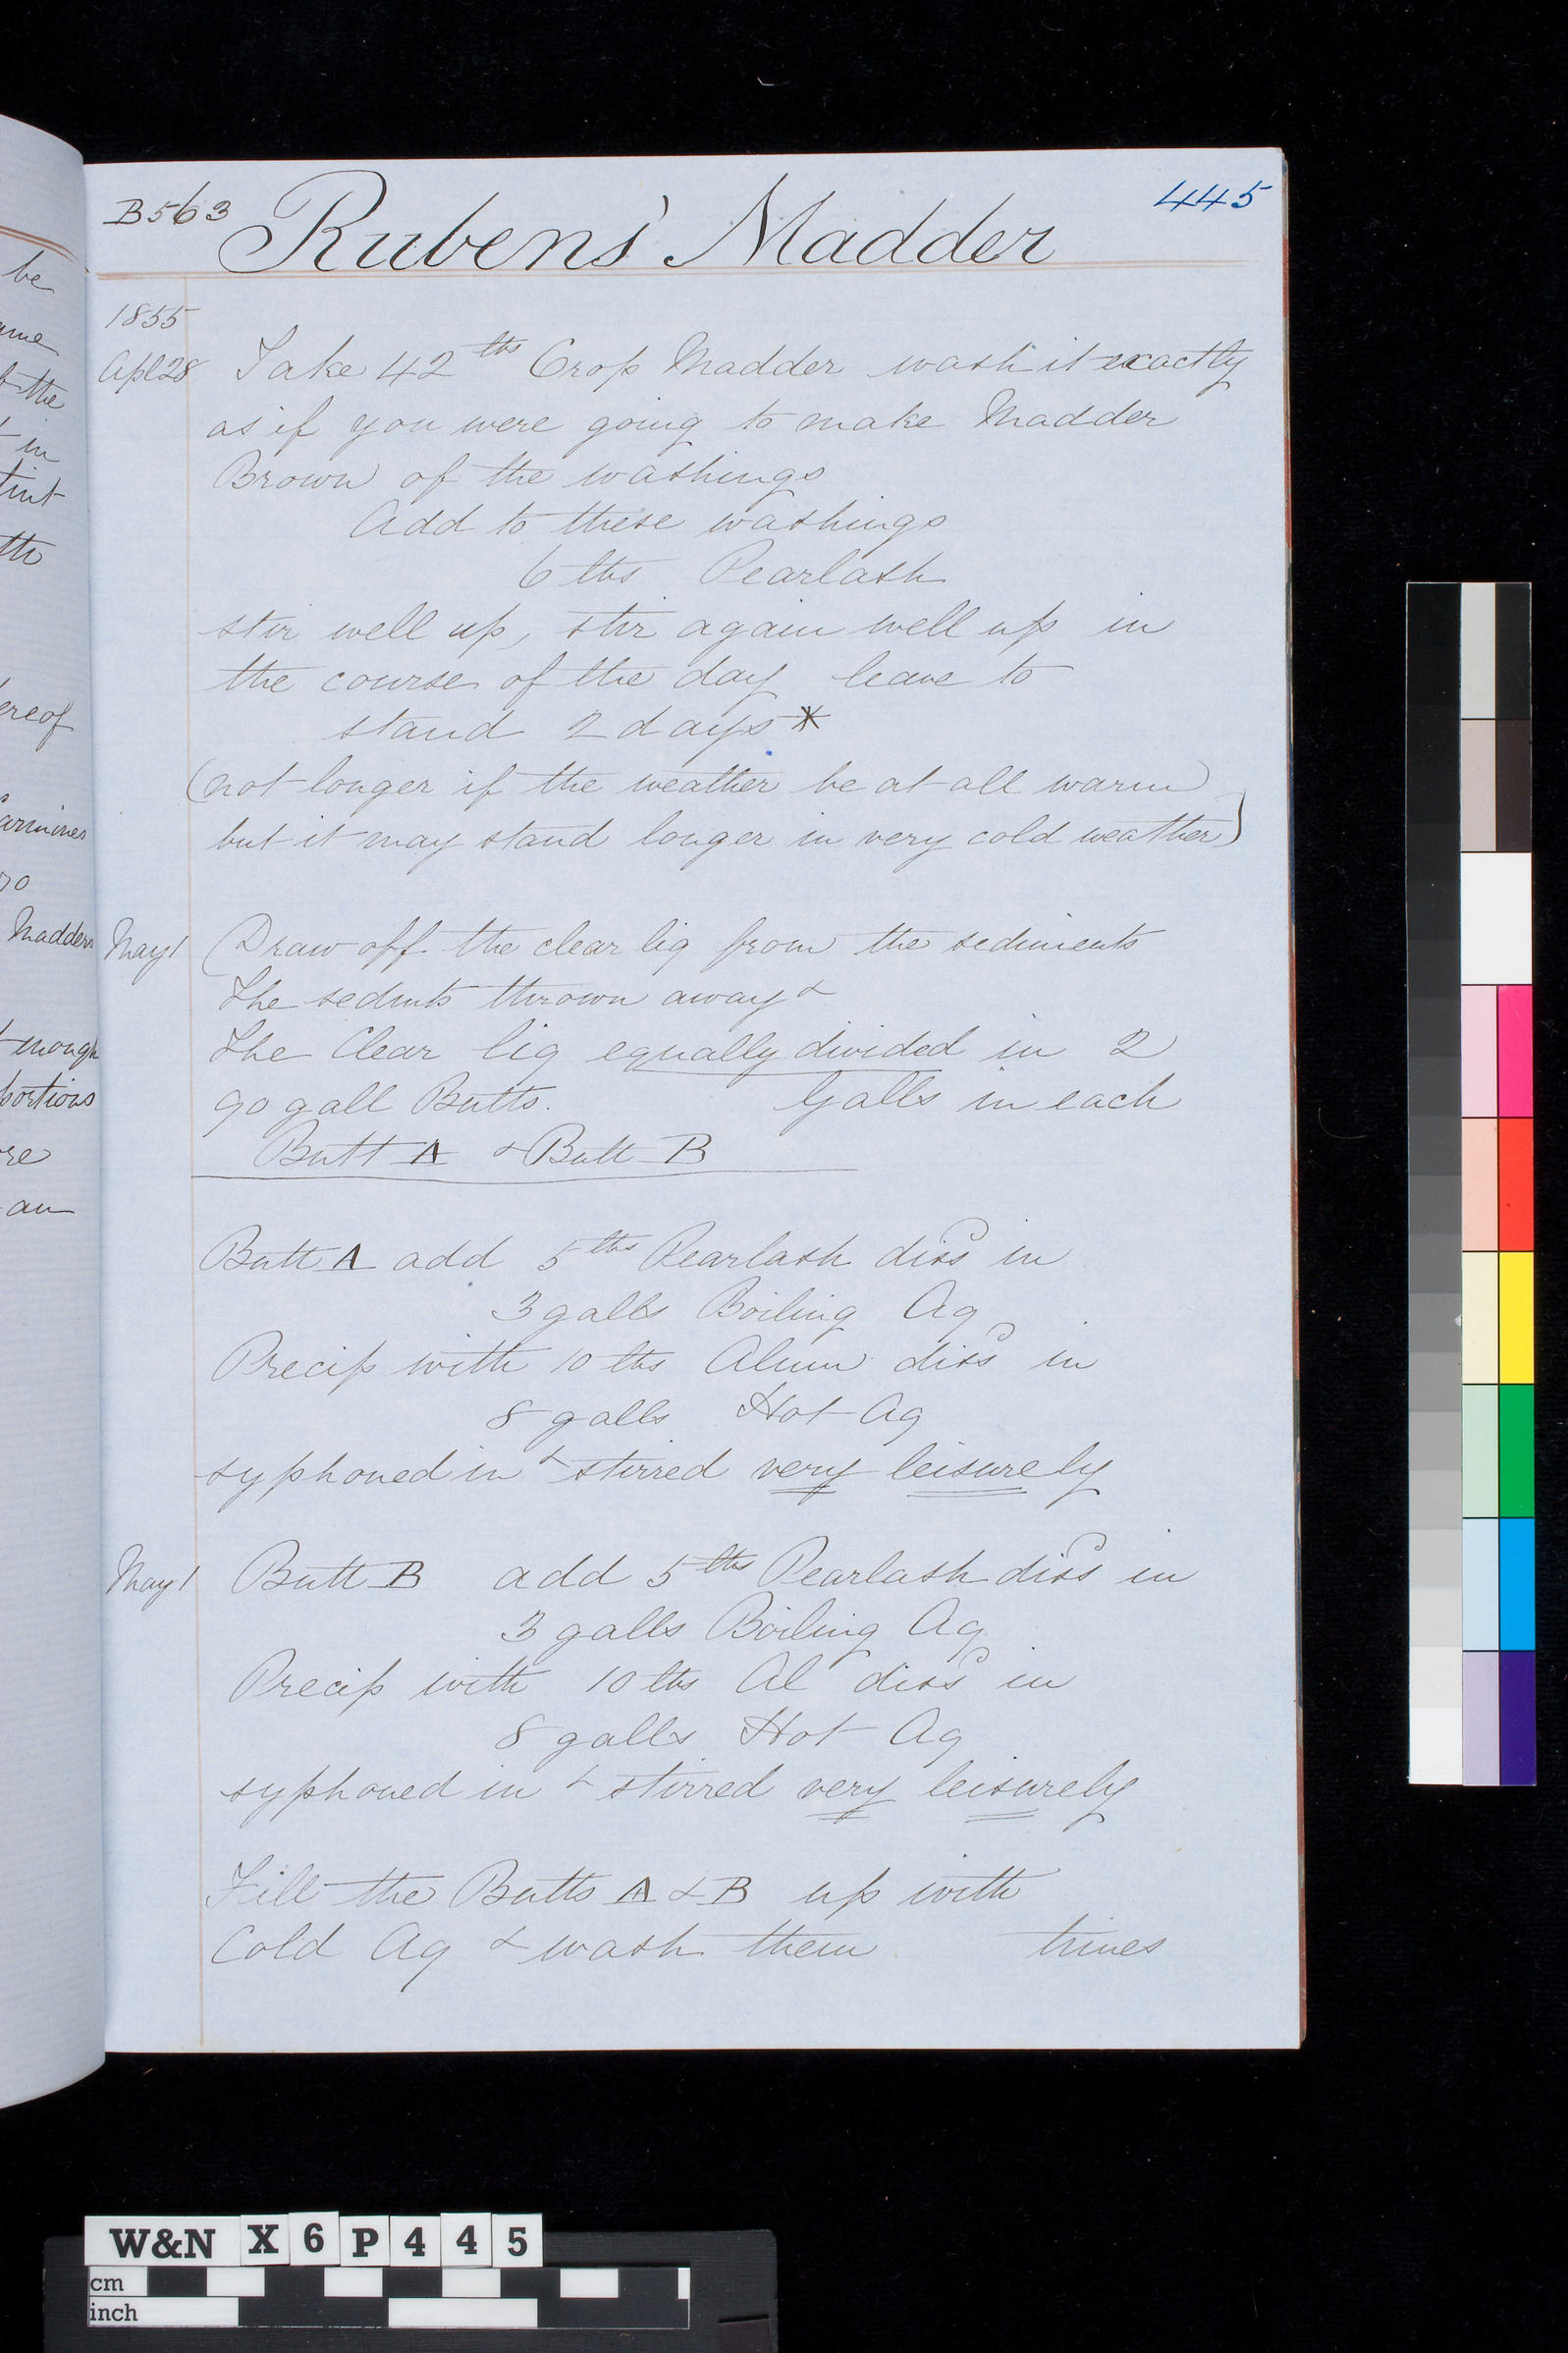 be
ame
the
in
tint
ereof
armines
Madders
enough
portions
re
an
B563 Rubens' Madder 445
1855
Apl 28 Take 42 lbs Crop Madder wash it exactly
as if you were going to make Madder
Brown of the washings
Add to these washings
6 lbs Pearlash
stir well up, stir again well up in
the course of the day leave to
stand 2 days *
(not longer if the weather be at all warm
but it may stand longer in very cold weather)
May 1 Draw off the clear liq from the sediments
The sedmts thrown away &
The Clear liq equally divided in 2
90 gall Butts. Galls in each
Butt A & Butt B
Butt A add 5 lbs Pearlash diss in
3 galls Boiling Aq
Precip with 10 lbs Alum diss in
8 galls Hot Aq
syphoned in & stirred very leisurely
May 1 Butt B add 5 lbs Pearlash diss in
3 galls Boiling Aq
Precip with 10 lbs Al diss in
8 galls Hot Aq
syphoned in & stirred very leisurely
Fill the Butts A & B up with
Cold Aq & wash them times
W&N X 6 P 4 4 5
cm
inch